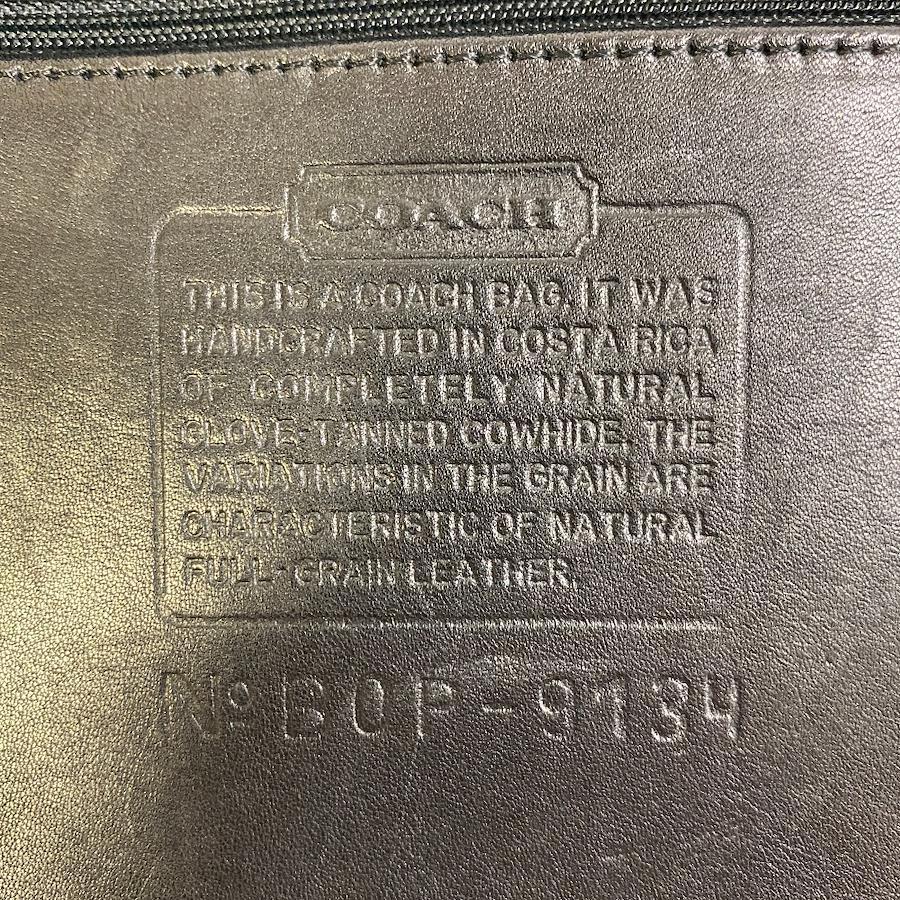 COACH
THIS IS A COACH BAG. IT WAS
HANDCRAFTED IN COSTA RICA
OF COMPLETELY NATURAL
GLOVE-TANNED COWHIDE. THE
VARIATIONS IN THE GRAIN ARE
CHARACTERISTIC OF NATURAL
FULL-GRAIN LEATHER.
No BOP-9134